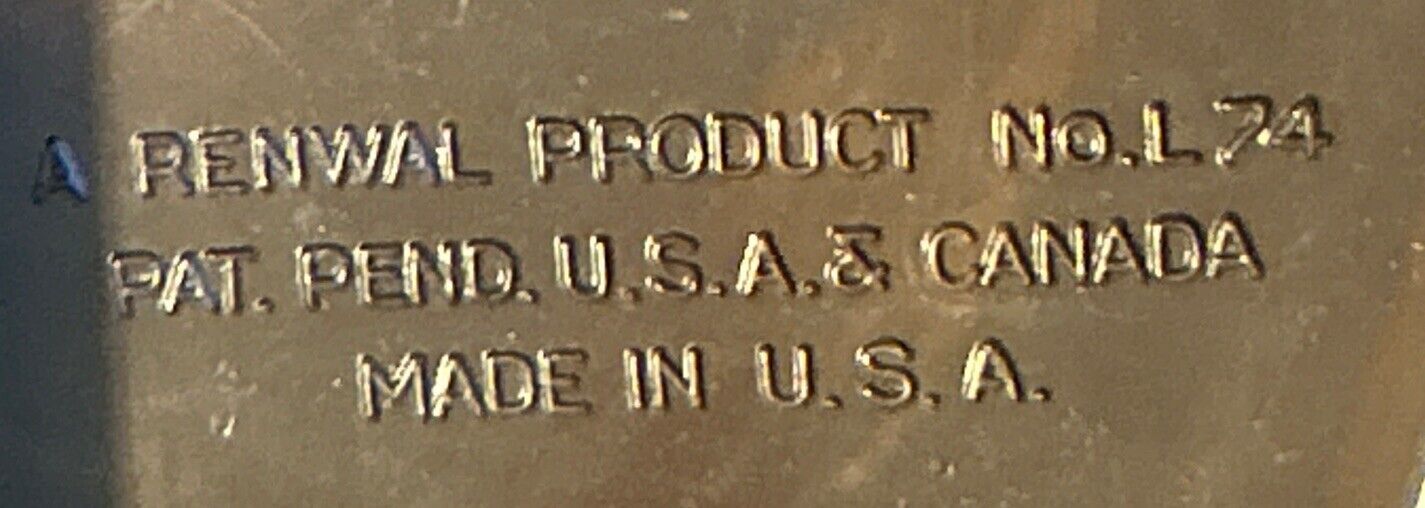 A RENWAL PRODUCT No.L74
PAT. PEND. U.S.A.& CANADA
MADE IN U.S.A.